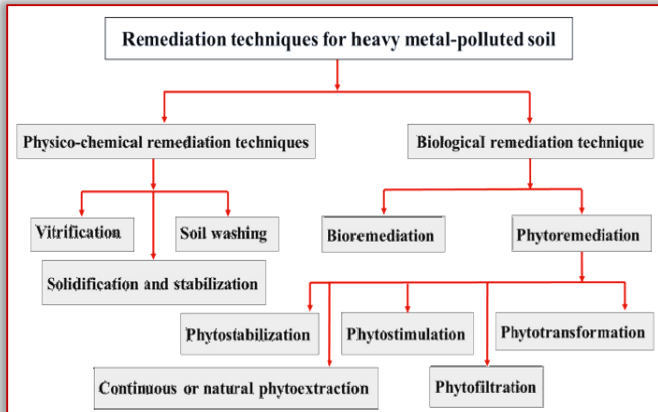 Remediation techniques for heavy metal-polluted soil
Physico-chemical remediation techniques
Biological remediation technique
Vitrification
Soil washing
Bioremediation
Phytoremediation
Solidification and stabilization
Phytostabilization
Phytostimulation
Phytotransformation
Continuous or natural phytoextraction
Phytofiltration